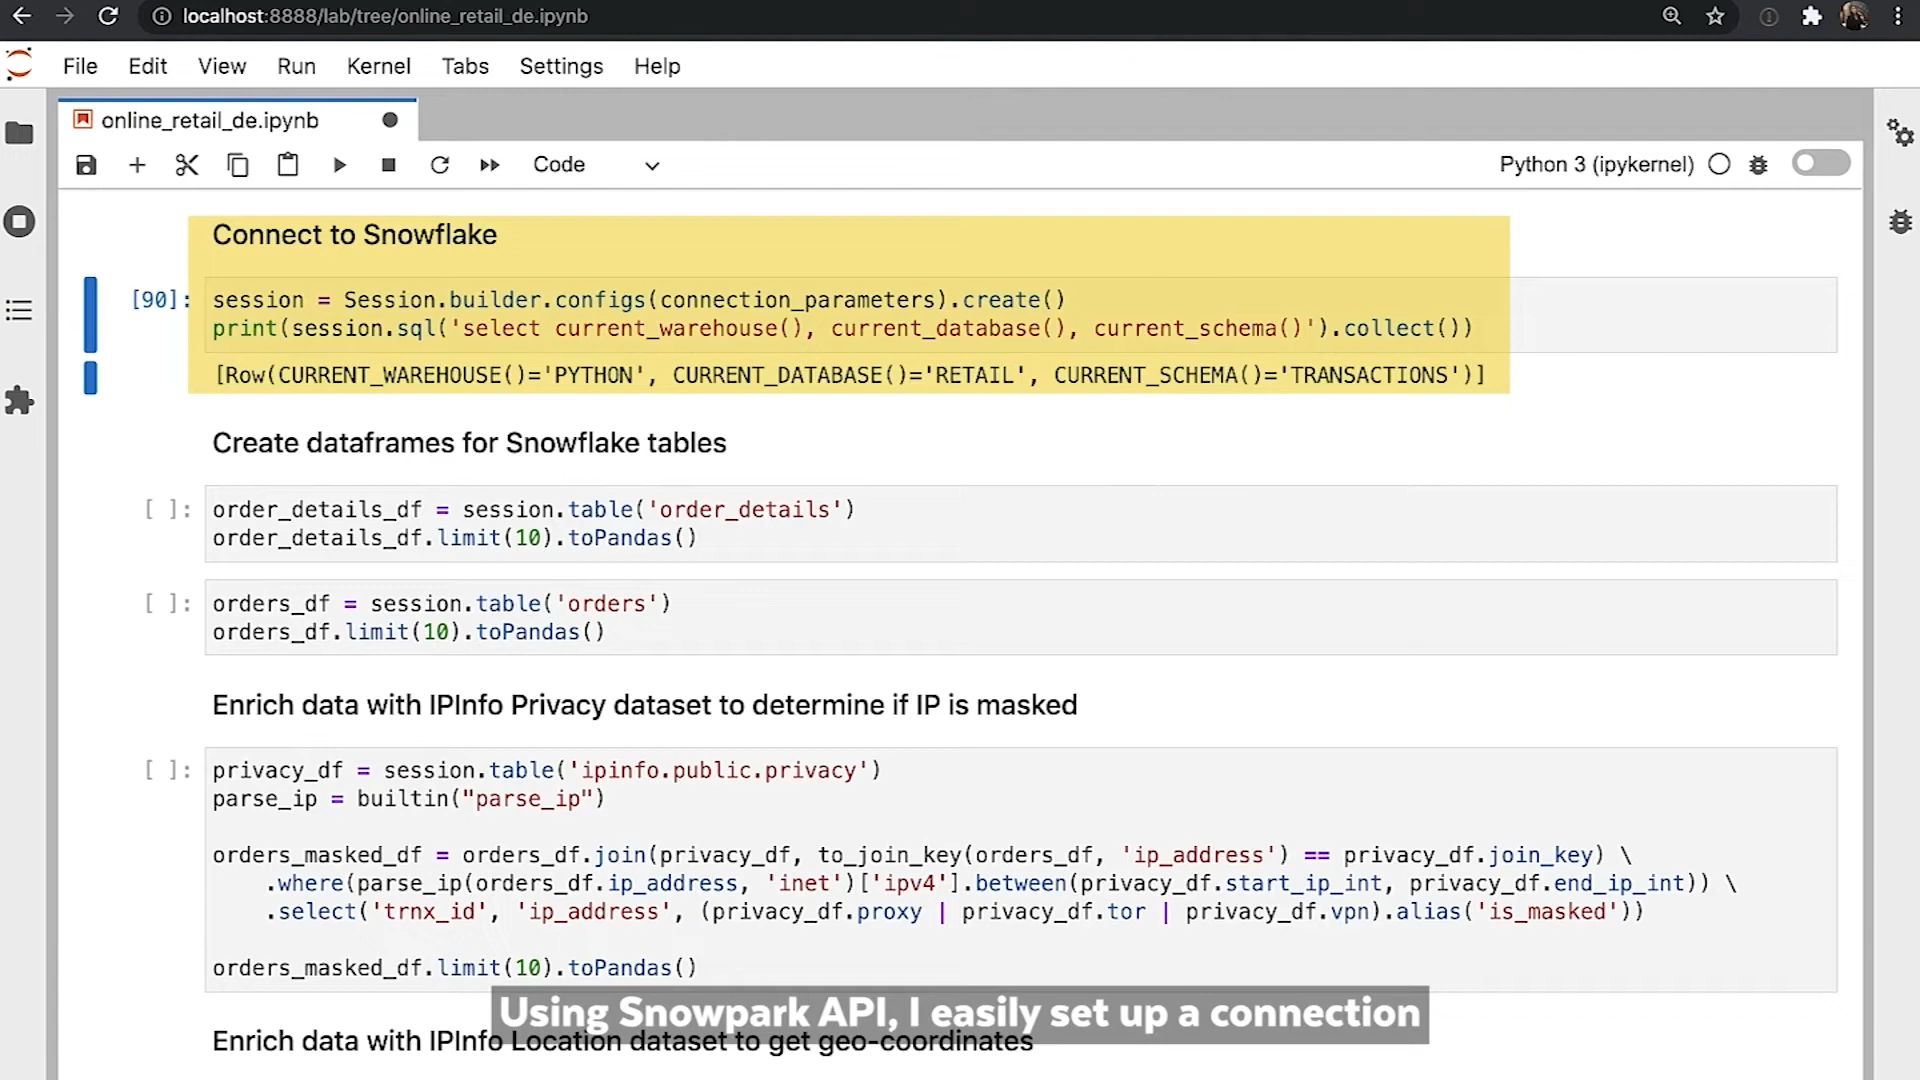 localhost:8888/lab/tree/online_retail_de.ipynb
File Edit View Run Kernel Tabs Settings Help
online_retail_de.ipynb
Code
Python 3 (ipykernel)
Connect to Snowflake
[90]:
session = Session.builder.configs(connection_parameters).create()
print(session.sql('select current_warehouse(), current_database(), current_schema()').collect())
[Row(CURRENT_WAREHOUSE()='PYTHON', CURRENT_DATABASE()='RETAIL', CURRENT_SCHEMA()='TRANSACTIONS')]
Create dataframes for Snowflake tables
[ ]:
order_details_df = session.table('order_details')
order_details_df.limit(10).toPandas()
[ ]:
orders_df = session.table('orders')
orders_df.limit(10).toPandas()
Enrich data with IPInfo Privacy dataset to determine if IP is masked
[ ]:
privacy_df = session.table('ipinfo.public.privacy')
parse_ip = builtin("parse_ip")
orders_masked_df = orders_df.join(privacy_df, to_join_key(orders_df, 'ip_address') == privacy_df.join_key) \
.where(parse_ip(orders_df.ip_address, 'inet')['ipv4'].between(privacy_df.start_ip_int, privacy_df.end_ip_int)) \
.select('trnx_id', 'ip_address', (privacy_df.proxy | privacy_df.tor | privacy_df.vpn).alias('is_masked'))
orders_masked_df.limit(10).toPandas()
Using Snowpark API, I easily set up a connection
Enrich data with IPInfo Location dataset to get geo-coordinates